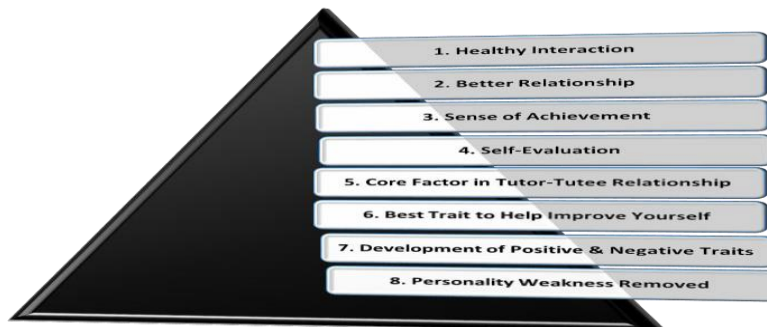 1. Healthy Interaction
2. Better Relationship
3. Sense of Achievement
4. Self-Evaluation
5. Core Factor in Tutor-Tutee Relationship
6. Best Trait to Help Improve Yourself
7. Development of Positive & Negative Traits
8. Personality Weakness Removed